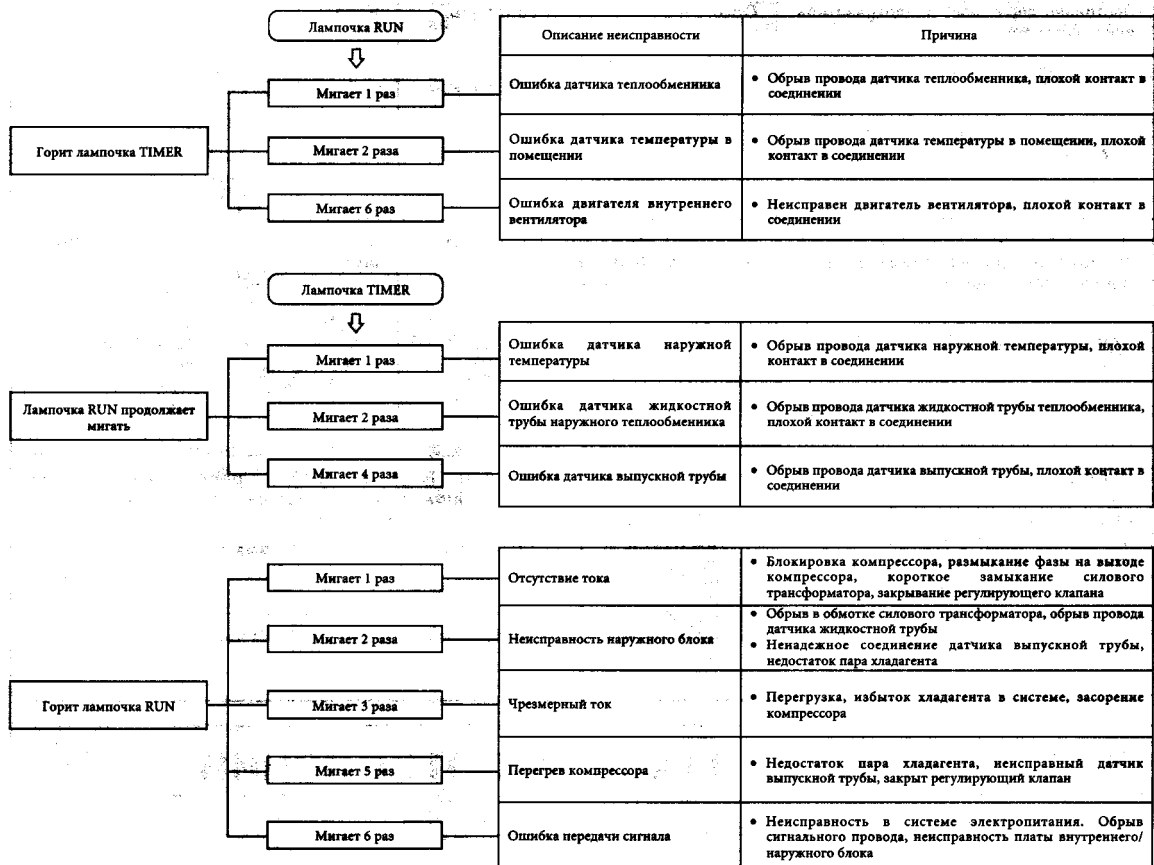 Лампочка RUN
Описание неисправности
Причина
Горит лампочка TIMER
Мигает 1 раз
Ошибка датчика теплообменника
• Обрыв провода датчика теплообменника, плохой контакт в
соединении
Мигает 2 раза
Ошибка датчика температуры в
помещении
• Обрыв провода датчика температуры в помещении, плохой
контакт в соединении
Мигает 6 раз
Ошибка двигателя внутреннего
вентилятора
• Неисправен двигатель вентилятора, плохой контакт в
соединении
Лампочка TIMER
Лампочка RUN продолжает
мигать
Мигает 1 раз
Ошибка датчика наружной
температуры
• Обрыв провода датчика наружной температуры, плохой
контакт в соединении
Мигает 2 раза
Ошибка датчика жидкостной
трубы наружного теплообменника
• Обрыв провода датчика жидкостной трубы теплообменника,
плохой контакт в соединении
Мигает 4 раза
Ошибка датчика выпускной трубы
• Обрыв провода датчика выпускной трубы, плохой контакт в
соединении
Горит лампочка RUN
Мигает 1 раз
Отсутствие тока
• Блокировка компрессора, размыкание фазы на выходе
компрессора, короткое замыкание силового
трансформатора, закрывание регулирующего клапана
Мигает 2 раза
Неисправность наружного блока
• Обрыв в обмотке силового трансформатора, обрыв провода
датчика жидкостной трубы
• Ненадежное соединение датчика выпускной трубы,
недостаток пара хладагента
Мигает 3 раза
Чрезмерный ток
• Перегрузка, избыток хладагента в системе, засорение
компрессора
Мигает 5 раз
Перегрев компрессора
• Недостаток пара хладагента, неисправный датчик
выпускной трубы, закрыт регулирующий клапан
Мигает 6 раз
Ошибка передачи сигнала
• Неисправность в системе электропитания. Обрыв
сигнального провода, неисправность платы внутреннего/
наружного блока